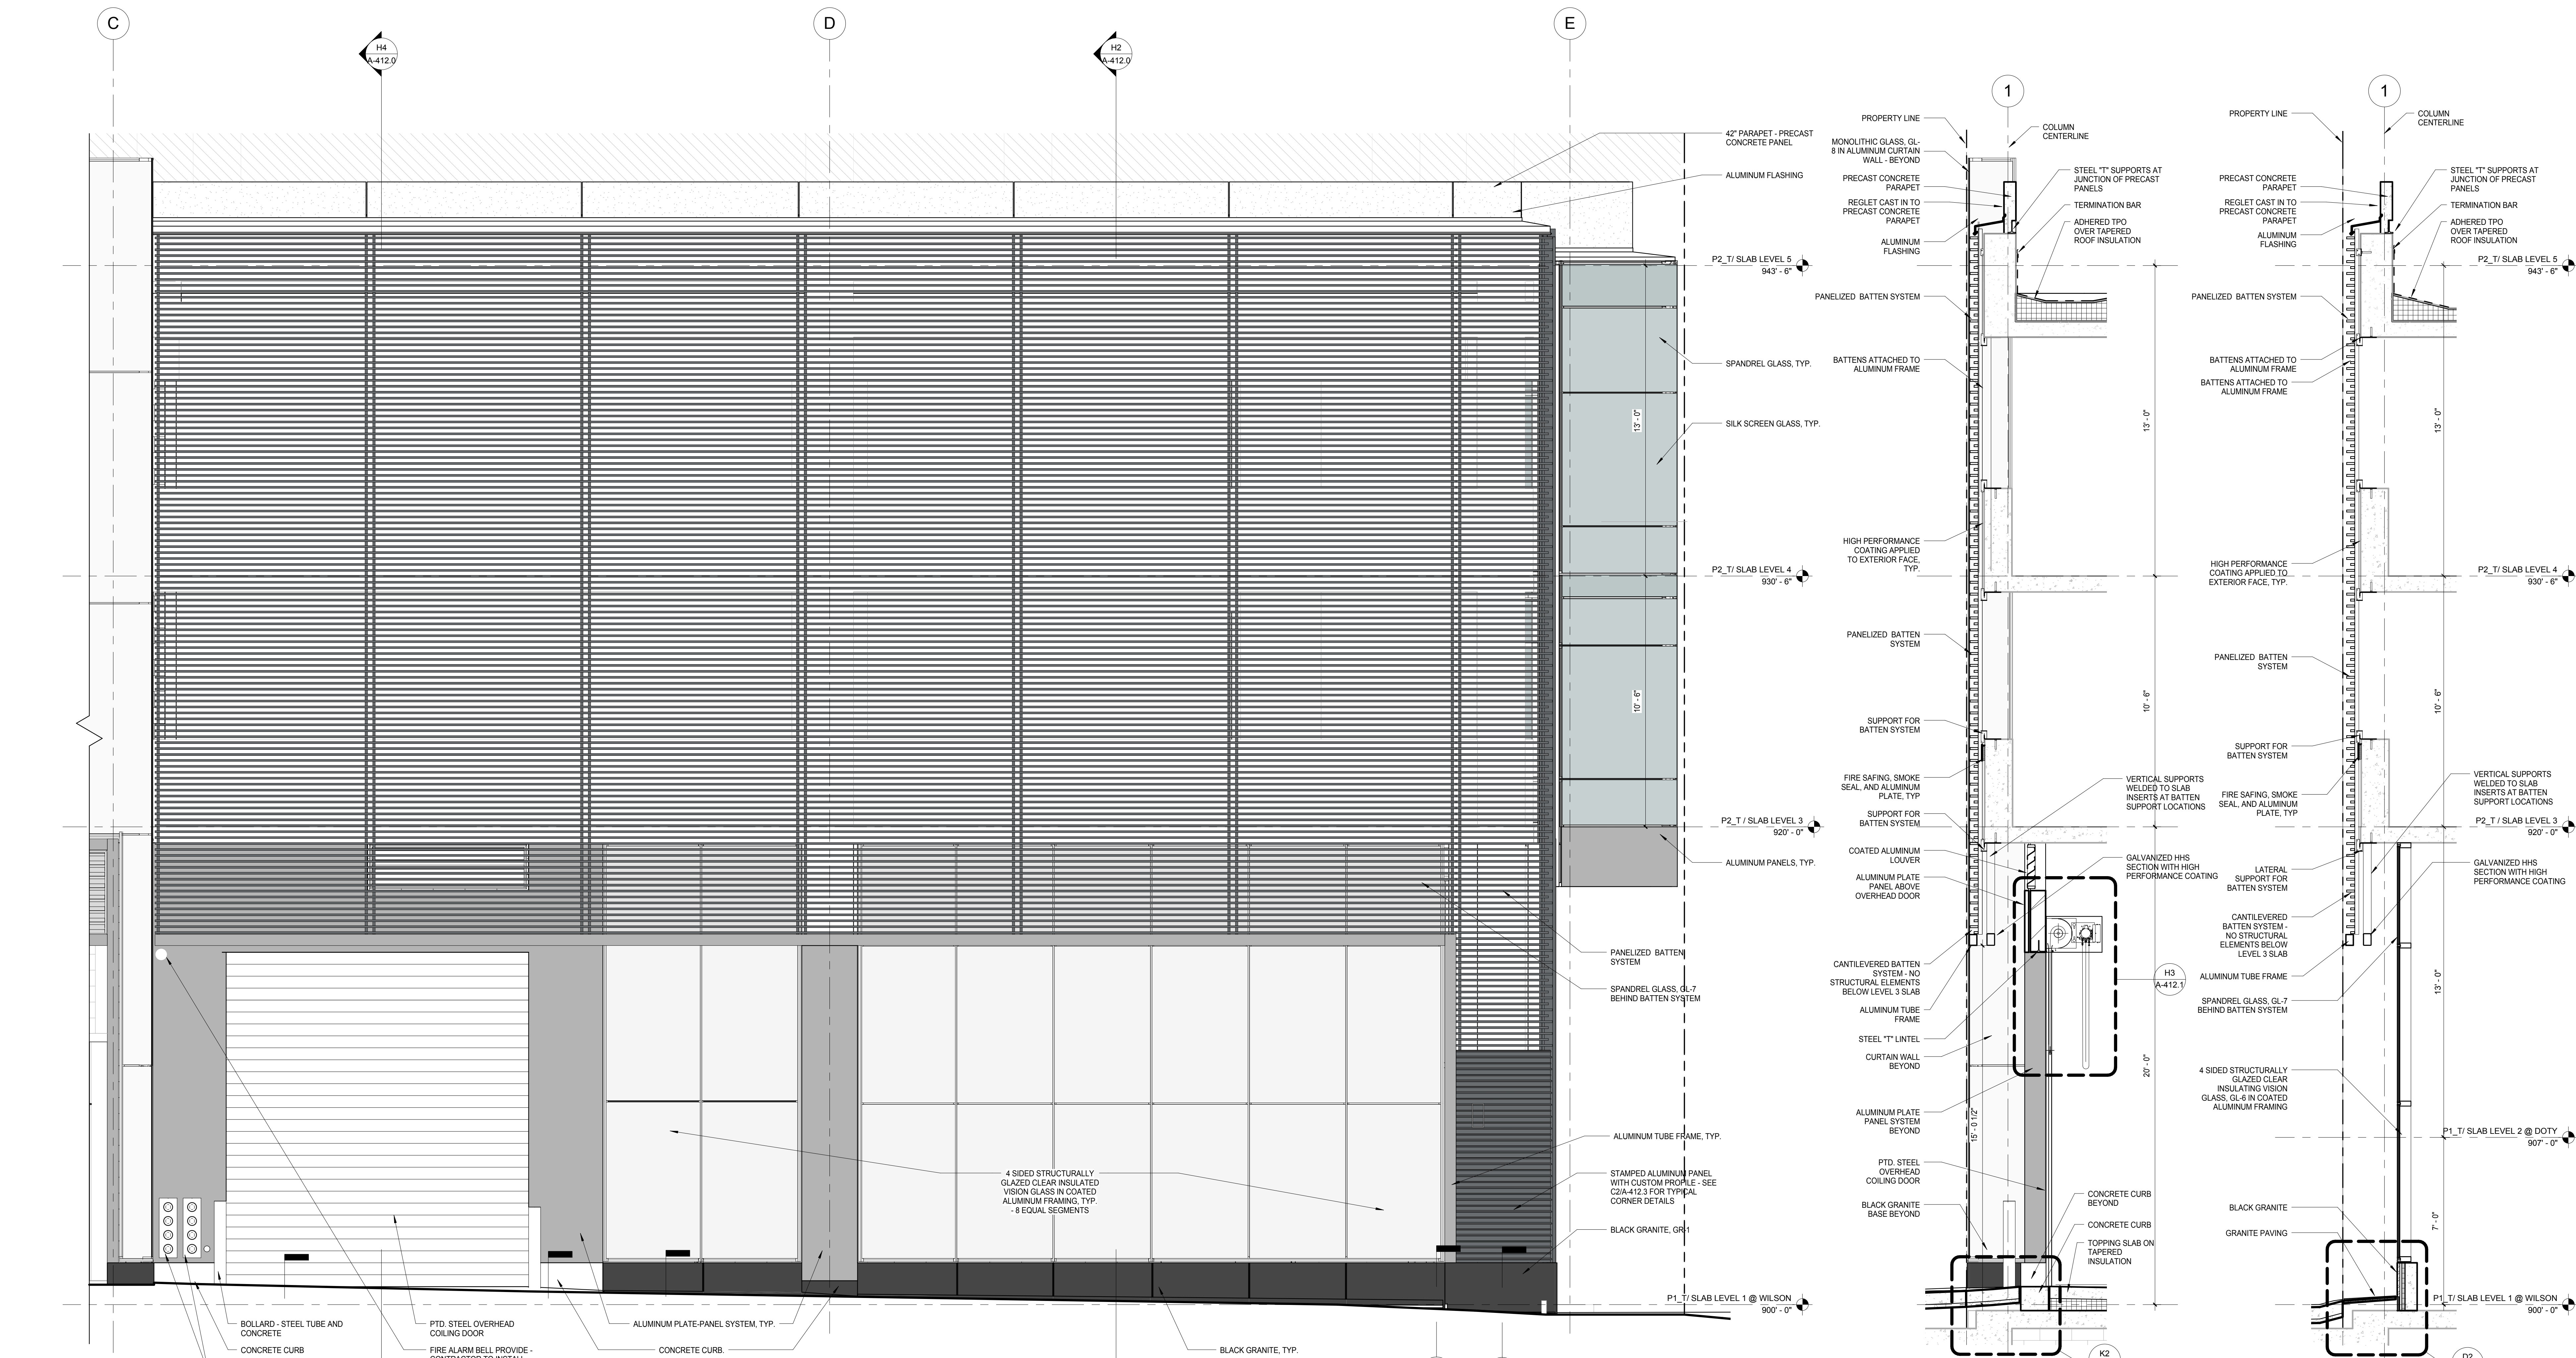 C
D
E
H4
A-412.0
H2
A-412.0
42" PARAPET - PRECAST
CONCRETE PANEL
ALUMINUM FLASHING
P2_T/ SLAB LEVEL 5
943' - 6"
SPANDREL GLASS, TYP.
13' - 0"
SILK SCREEN GLASS, TYP.
P2_T/ SLAB LEVEL 4
930' - 6"
10' - 6"
P2_T / SLAB LEVEL 3
920' - 0"
ALUMINUM PANELS, TYP.
PANELIZED BATTEN
SYSTEM
SPANDREL GLASS, GL-7
BEHIND BATTEN SYSTEM
ALUMINUM TUBE FRAME, TYP.
4 SIDED STRUCTURALLY
GLAZED CLEAR INSULATED
VISION GLASS IN COATED
ALUMINUM FRAMING, TYP.
- 8 EQUAL SEGMENTS
STAMPED ALUMINUM PANEL
WITH CUSTOM PROPILE - SEE
C2/A-412.3 FOR TYPICAL
CORNER DETAILS
BLACK GRANITE, GR-1
P1_T/ SLAB LEVEL 1 @ WILSON
900' - 0"
BOLLARD - STEEL TUBE AND
CONCRETE
CONCRETE CURB
PTD. STEEL OVERHEAD
COILING DOOR
FIRE ALARM BELL PROVIDE -
CONTRACTOR TO INSTALL
ALUMINUM PLATE-PANEL SYSTEM, TYP.
CONCRETE CURB.
BLACK GRANITE, TYP.
1
PROPERTY LINE
COLUMN
CENTERLINE
MONOLITHIC GLASS, GL-
8 IN ALUMINUM CURTAIN
WALL - BEYOND
PRECAST CONCRETE
PARAPET
REGLET CAST IN TO
PRECAST CONCRETE
PARAPET
ALUMINUM
FLASHING
STEEL "T" SUPPORTS AT
JUNCTION OF PRECAST
PANELS
TERMINATION BAR
ADHERED TPO
OVER TAPERED
ROOF INSULATION
PANELIZED BATTEN SYSTEM
BATTENS ATTACHED TO
ALUMINUM FRAME
13' - 0"
HIGH PERFORMANCE
COATING APPLIED
TO EXTERIOR FACE,
TYP.
PANELIZED BATTEN
SYSTEM
10' - 6"
SUPPORT FOR
BATTEN SYSTEM
FIRE SAFING, SMOKE
SEAL, AND ALUMINUM
PLATE, TYP
SUPPORT FOR
BATTEN SYSTEM
VERTICAL SUPPORTS
WELDED TO SLAB
INSERTS AT BATTEN
SUPPORT LOCATIONS
COATED ALUMINUM
LOUVER
ALUMINUM PLATE
PANEL ABOVE
OVERHEAD DOOR
GALVANIZED HHS
SECTION WITH HIGH
PERFORMANCE COATING
CANTILEVERED BATTEN
SYSTEM - NO
STRUCTURAL ELEMENTS
BELOW LEVEL 3 SLAB
H3
A-412.1
ALUMINUM TUBE
FRAME
STEEL "T" LINTEL
CURTAIN WALL
BEYOND
20' - 0"
ALUMINUM PLATE
PANEL SYSTEM
BEYOND
15' - 0 1/2"
PTD. STEEL
OVERHEAD
COILING DOOR
BLACK GRANITE
BASE BEYOND
CONCRETE CURB
BEYOND
CONCRETE CURB
TOPPING SLAB ON
TAPERED
INSULATION
K2
1
PROPERTY LINE
COLUMN
CENTERLINE
PRECAST CONCRETE
PARAPET
REGLET CAST IN TO
PRECAST CONCRETE
PARAPET
ALUMINUM
FLASHING
STEEL "T" SUPPORTS AT
JUNCTION OF PRECAST
PANELS
TERMINATION BAR
ADHERED TPO
OVER TAPERED
ROOF INSULATION
P2_T/ SLAB LEVEL 5
943' - 6"
PANELIZED BATTEN SYSTEM
BATTENS ATTACHED TO
ALUMINUM FRAME
BATTENS ATTACHED TO
ALUMINUM FRAME
13' - 0"
HIGH PERFORMANCE
COATING APPLIED TO
EXTERIOR FACE, TYP.
P2_T/ SLAB LEVEL 4
930' - 6"
PANELIZED BATTEN
SYSTEM
10' - 6"
SUPPORT FOR
BATTEN SYSTEM
FIRE SAFING, SMOKE
SEAL, AND ALUMINUM
PLATE, TYP
VERTICAL SUPPORTS
WELDED TO SLAB
INSERTS AT BATTEN
SUPPORT LOCATIONS
P2_T / SLAB LEVEL 3
920' - 0"
LATERAL
SUPPORT FOR
BATTEN SYSTEM
GALVANIZED HHS
SECTION WITH HIGH
PERFORMANCE COATING
CANTILEVERED
BATTEN SYSTEM -
NO STRUCTURAL
ELEMENTS BELOW
LEVEL 3 SLAB
ALUMINUM TUBE FRAME
13' - 0"
SPANDREL GLASS, GL-7
BEHIND BATTEN SYSTEM
4 SIDED STRUCTURALLY
GLAZED CLEAR
INSULATING VISION
GLASS, GL-6 IN COATED
ALUMINUM FRAMING
P1_T/ SLAB LEVEL 2 @ DOTY
907' - 0"
BLACK GRANITE
7' - 0"
GRANITE PAVING
P1_T/ SLAB LEVEL 1 @ WILSON
900' - 0"
D2